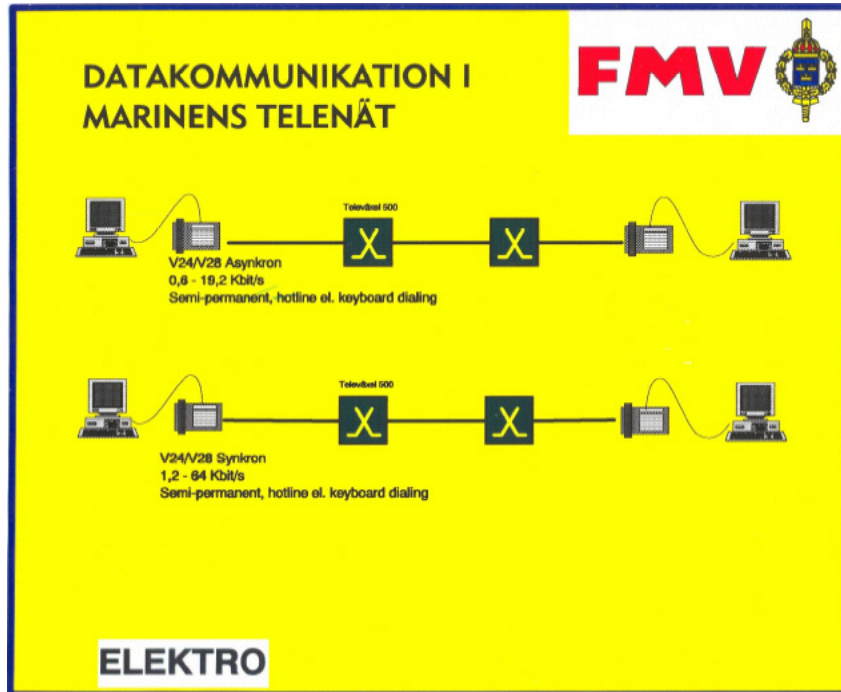 DATAKOMMUNIKATION I
MARINENS TELENÄT
FMV
Televäxel 500
V24/V28 Asynkron
0,6 - 19,2 Kbit/s
Semi-permanent, hotline el. keyboard dialing
Televäxel 500
V24/V28 Synkron
1,2 - 64 Kbit/s
Semi-permanent, hotline el. keyboard dialing
ELEKTRO